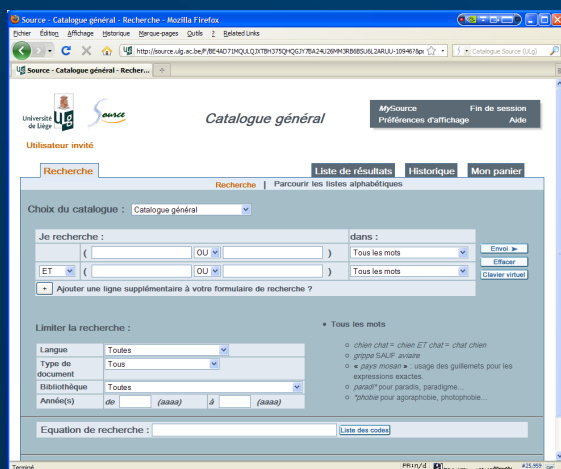 Source - Catalogue général - Recherche - Mozilla Firefox
Fichier Édition Affichage Historique Marque-pages Outils ? Related Links
Catalogue Source (ULg)
Source - Catalogue général - Recher...
Université de Liège ULg Source
Catalogue général
MySource Fin de session
Préférences d'affichage Aide
Utilisateur invité
Recherche Liste de résultats Historique Mon panier
Recherche | Parcourir les listes alphabétiques
Choix du catalogue : Catalogue général
Je recherche : dans :
( OU ) Tous les mots Envoi
Effacer
ET ( OU ) Tous les mots Clavier virtuel
+ Ajouter une ligne supplémentaire à votre formulaire de recherche ?
Limiter la recherche :
Langue Toutes
Type de document Tous
Bibliothèque Toutes
Année(s) de (aaaa) à (aaaa)
• Tous les mots
o chien chat = chien ET chat = chat chien
o grippe SAUF aviaire
o « pays mosan » : usage des guillemets pour les
expressions exactes.
o paradi* pour paradis, paradigme...
o *phobie pour agoraphobie, photophobie...
Equation de recherche : Liste des codes
Terminé PR:n/d